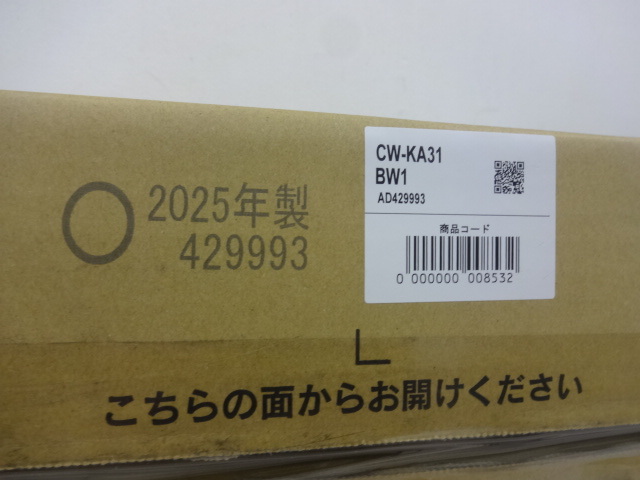 2025年製
429993
CW-KA31
BW1
AD429993
商品コード
0 000000 008532
こちらの面からお開けください